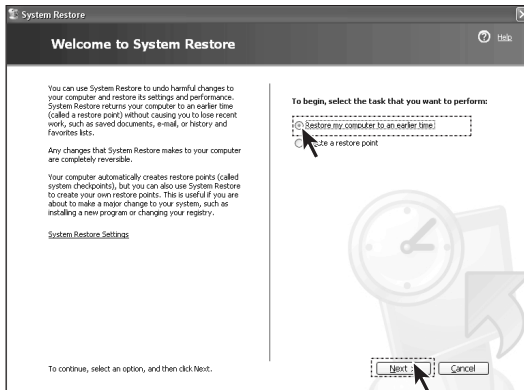 System Restore
Welcome to System Restore
Help
You can use System Restore to undo harmful changes to
your computer and restore its settings and performance.
System Restore returns your computer to an earlier time
(called a restore point) without causing you to lose recent
work, such as saved documents, e-mail, or history and
favorites lists.
Any changes that System Restore makes to your computer
are completely reversible.
Your computer automatically creates restore points (called
system checkpoints), but you can also use System Restore
to create your own restore points. This is useful if you are
about to make a major change to your system, such as
installing a new program or changing your registry.
System Restore Settings
To begin, select the task that you want to perform:
Restore my computer to an earlier time
a restore point
To continue, select an option, and then click Next.
Next >
Cancel